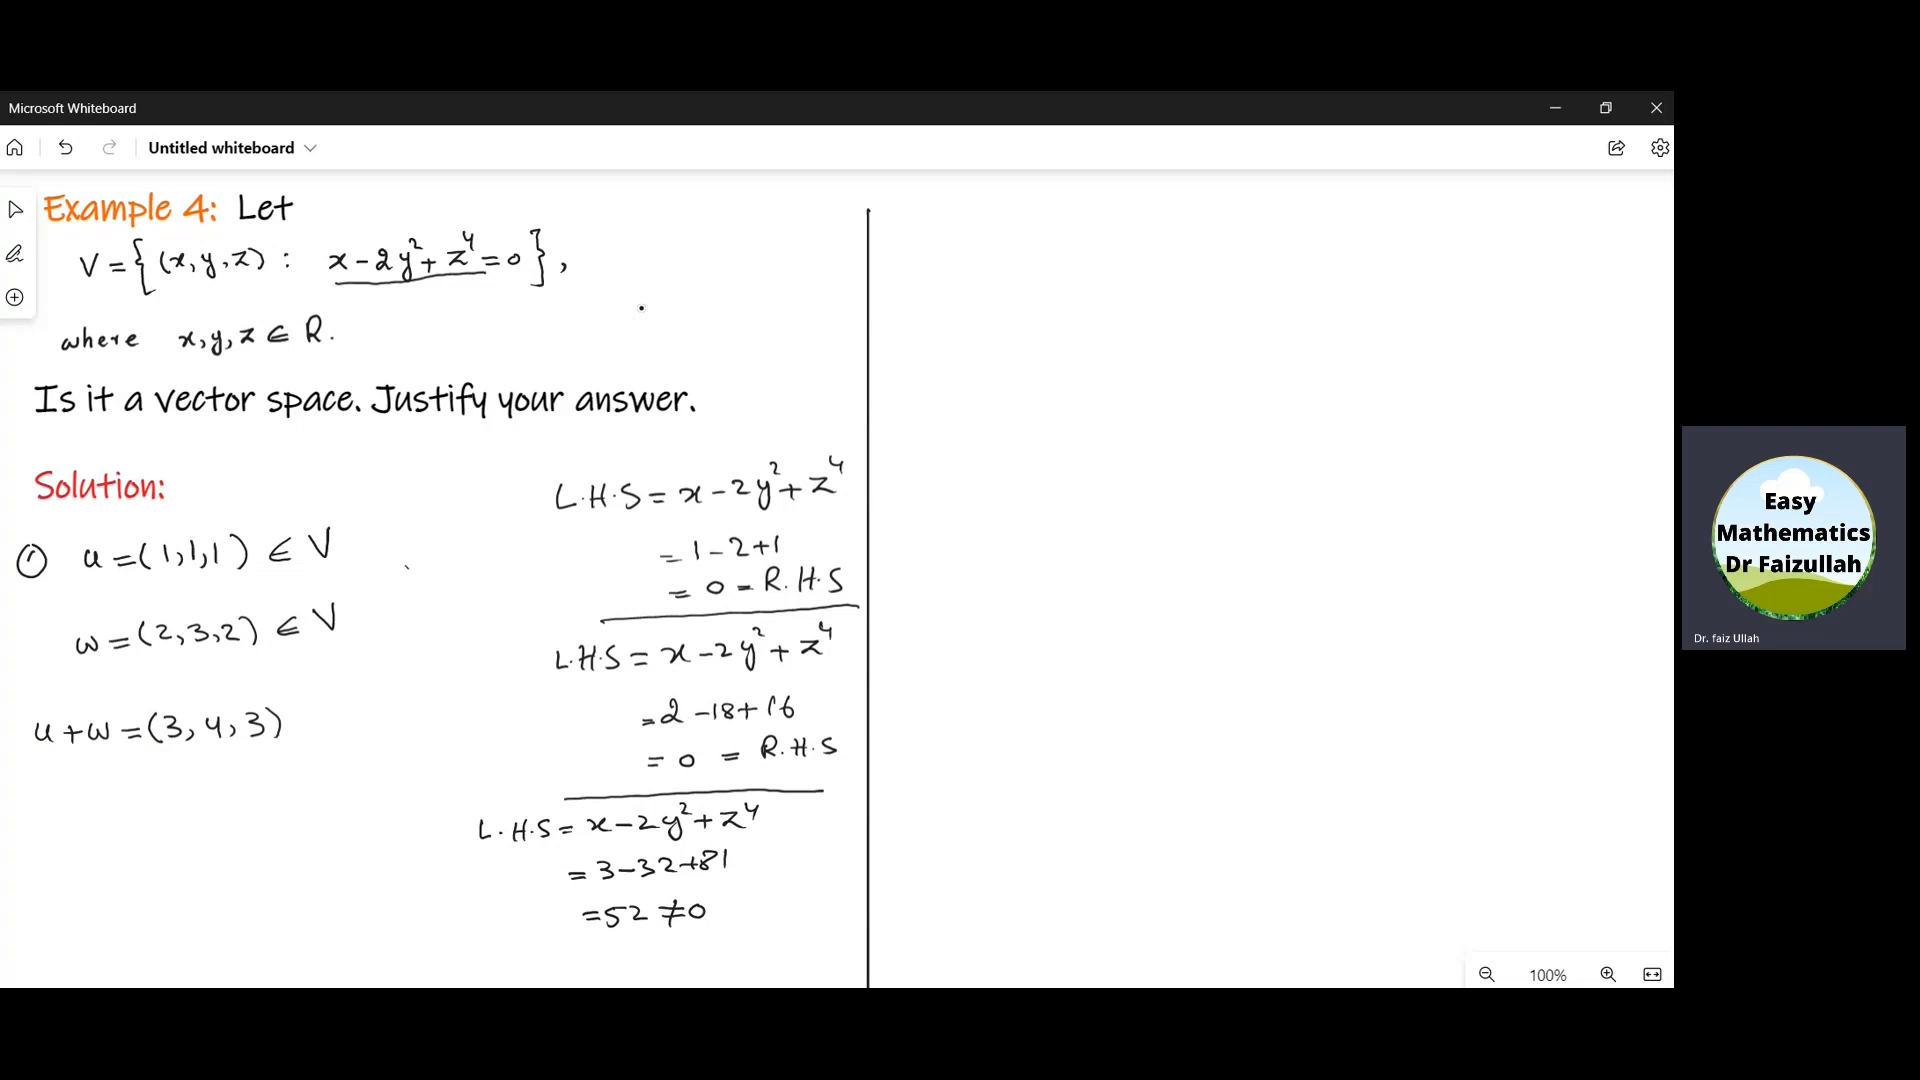 Microsoft Whiteboard
Untitled whiteboard
Example 4: Let
V = { (x, y, z) : x - 2y² + z⁴ = 0 } ,
where x, y, z ∈ R.
Is it a vector space. Justify your answer.
Solution:
① u = (1, 1, 1) ∈ V
w = (2, 3, 2) ∈ V
u + w = (3, 4, 3)
L.H.S = x - 2y² + z⁴
= 1 - 2 + 1
= 0 = R.H.S
L.H.S = x - 2y² + z⁴
= 2 - 18 + 16
= 0 = R.H.S
L.H.S = x - 2y² + z⁴
= 3 - 32 + 81
= 52 ≠ 0
100%
Easy
Mathematics
Dr Faizullah
Dr. faiz Ullah